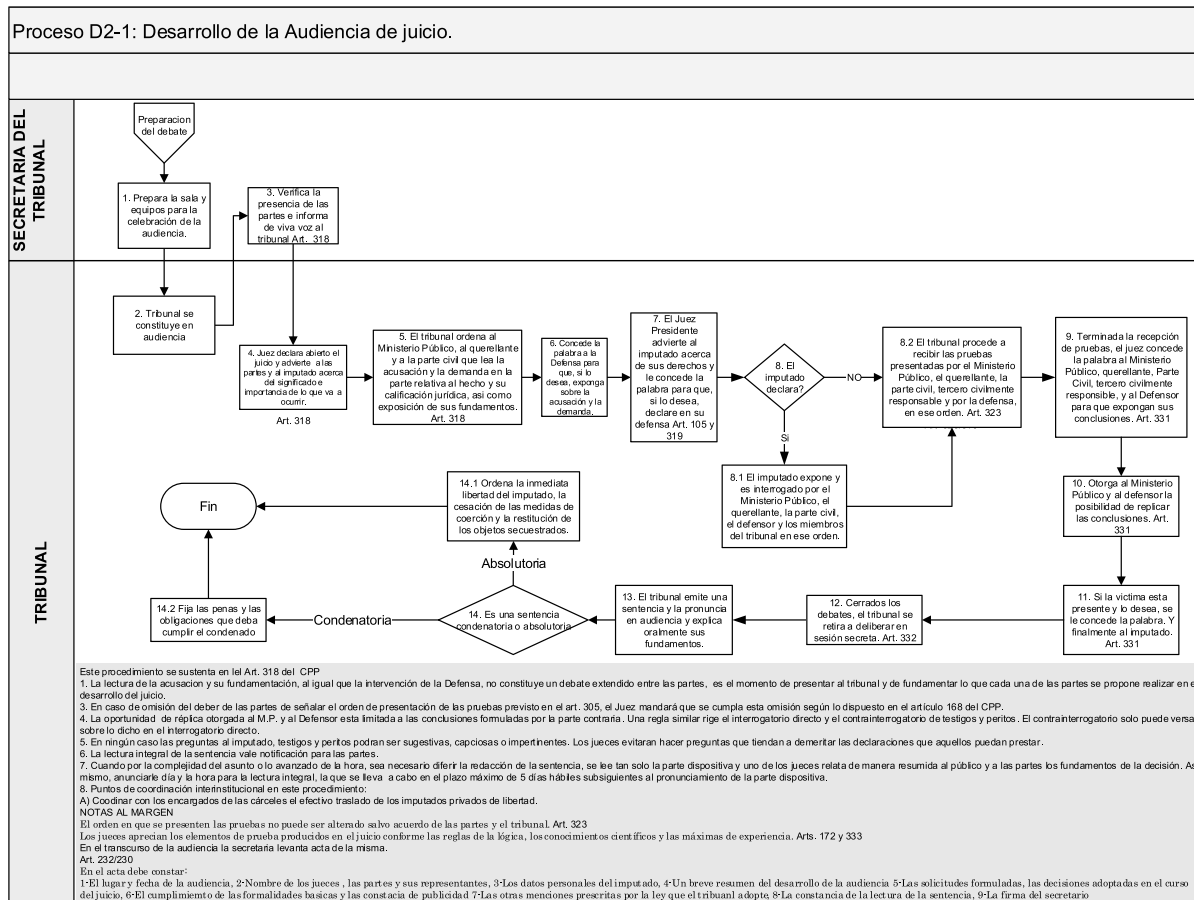 Proceso D2-1: Desarrollo de la Audiencia de juicio.
SECRETARIA DEL
TRIBUNAL
Preparacion
del debate
1. Prepara la sala y
equipos para la
celebración de la
audiencia.
3. Verifica la
presencia de las
partes e informa
de viva voz al
tribunal Art. 318
TRIBUNAL
2. Tribunal se
constituye en
audiencia
4. Juez declara abierto el
juicio y advierte a las
partes y al imputado acerca
del significado e
importancia de lo que va a
ocurrir.
Art. 318
5. El tribunal ordena al
Ministerio Público, al querellante
y a la parte civil que lea la
acusación y la demanda en
la parte relativa al hecho y su
calificación jurídica, asi como
exposición de sus fundamentos.
Art. 318
6. Concede la
palabra a la
Defensa para
que, si lo
desea, exponga
sobre la
acusación y la
demanda.
7. El Juez
Presidente
advierte al
imputado acerca
de sus derechos y
le concede la
palabra para que,
si lo desea,
declare en su
defensa Art. 105 y
319
8. El
imputado
declara?
NO
Si
8.1 El imputado expone y
es interrogado por el
Ministerio Público, el
querellante, la parte civil,
el defensor y los miembros
del tribunal en ese orden.
8.2 El tribunal procede a
recibir las pruebas
presentadas por el Ministerio
Público, el querellante, la
parte civil, tercero civilmente
responsable y por la defensa,
en ese orden. Art. 323
9. Terminada la recepción
de pruebas, el juez concede
la palabra al Ministerio
Público, querellante, Parte
Civil, tercero civilmente
responsible, y al Defensor
para que expongan sus
conclusiones. Art. 331
10. Otorga al Ministerio
Público y al defensor la
posibilidad de replicar
las conclusiones. Art.
331
11. Si la victima esta
presente y lo desea, se
le concede la palabra. Y
finalmente al imputado.
Art. 331
12. Cerrados los
debates, el tribunal se
retira a deliberar en
sesión secreta. Art. 332
13. El tribunal emite una
sentencia y la pronuncia
en audiencia y explica
oralmente sus
fundamentos.
14. Es una sentencia
condenatoria o absolutoria
Absolutoria
Condenatoria
14.1 Ordena la inmediata
libertad del imputado, la
cesación de las medidas de
coerción y la restitución de
los objetos secuestrados.
14.2 Fija las penas y las
obligaciones que deba
cumplir el condenado
Fin
Este procedimiento se sustenta en lel Art. 318 del CPP
1. La lectura de la acusacion y su fundamentación, al igual que la intervención de la Defensa, no constituye un debate extendido entre las partes, es el momento de presentar al tribunal y de fundamentar lo que cada una de las partes se propone realizar en e
desarrollo del juicio.
3. En caso de omisión del deber de las partes de señalar el orden de presentación de las pruebas previsto en el art. 305, el Juez mandará que se cumpla esta omisión según lo dispuesto en el artículo 168 del CPP.
4. La oportunidad de réplica otorgada al M.P. y al Defensor esta limitada a las conclusiones formuladas por la parte contraria. Una regla similar rige el interrogatorio directo y el contrainterrogatorio de testigos y peritos. El contrainterrogatorio solo puede versa
sobre lo dicho en el interrogatorio directo.
5. En ningún caso las preguntas al imputado, testigos y peritos podran ser sugestivas, capciosas o impertinentes. Los jueces evitaran hacer preguntas que tiendan a demeritar las declaraciones que aquellos puedan prestar.
6. La lectura integral de la sentencia vale notificación para las partes.
7. Cuando por la complejidad del asunto o lo avanzado de la hora, sea necesario diferir la redacción de la sentencia, se lee tan solo la parte dispositiva y uno de los jueces relata de manera resumida al público y a las partes los fundamentos de la decisión. As
mismo, anunciarle día y la hora para la lectura integral, la que se lleva a cabo en el plazo máximo de 5 días hábiles subsiguientes al pronunciamiento de la parte dispositiva.
8. Puntos de coordinación interinstitucional en este procedimiento:
A) Coodinar con los encargados de las cárceles el efectivo traslado de los imputados privados de libertad.
NOTAS AL MARGEN
El orden en que se presenten las pruebas no puede ser alterado salvo acuerdo de las partes y el tribunal. Art. 323
Los jueces aprecian los elementos de prueba producidos en el juicio conforme las reglas de la lógica, los conocimientos científicos y las máximas de experiencia. Arts. 172 y 333
En el transcurso de la audiencia la secretaria levanta acta de la misma.
Art. 232/230
En el acta debe constar:
1-El lugar y fecha de la audiencia, 2-Nombre de los jueces , las partes y sus representantes, 3-Los datos personales del imputado, 4-Un breve resumen del desarrollo de la audiencia 5-Las solicitudes formuladas, las decisiones adoptadas en el curso
del juicio, 6-El cumplimiemto de las formalidades basicas y las constacia de publicidad 7-Las otras menciones prescritas por la ley que el tribuanl adopte, 8-La constancia de la lectura de la sentencia, 9-La firma del secretario